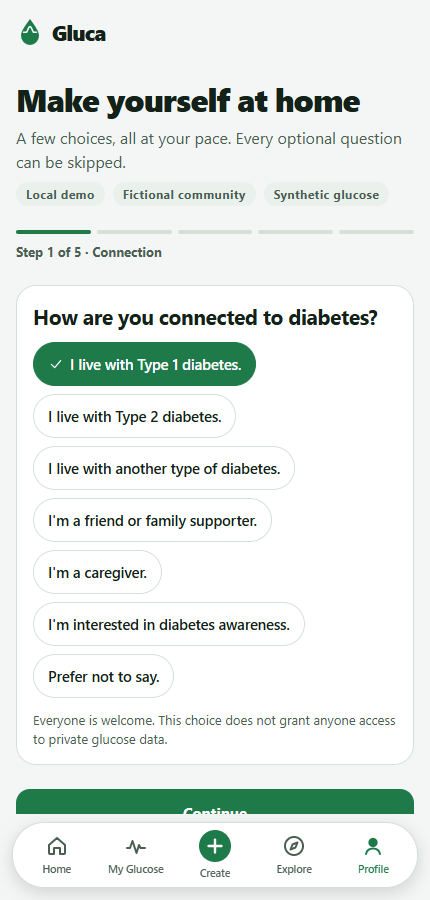 Gluca
Make yourself at home
A few choices, all at your pace. Every optional question
can be skipped.
Local demo
Fictional community
Synthetic glucose
Step 1 of 5 · Connection
How are you connected to diabetes?
I live with Type 1 diabetes.
I live with Type 2 diabetes.
I live with another type of diabetes.
I'm a friend or family supporter.
I'm a caregiver.
I'm interested in diabetes awareness.
Prefer not to say.
Everyone is welcome. This choice does not grant anyone access
to private glucose data.
Continue
Home
My Glucose
Create
Explore
Profile